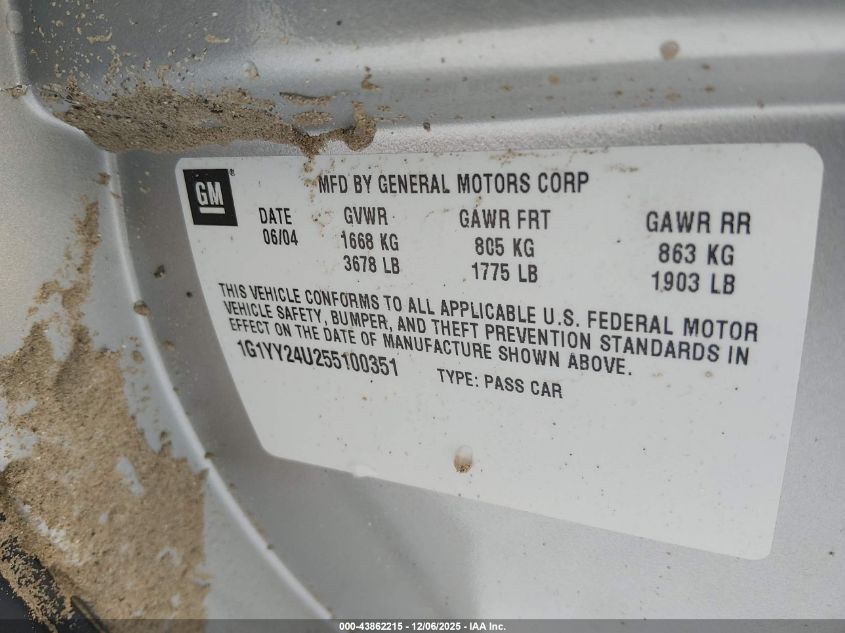 GM
MFD BY GENERAL MOTORS CORP
DATE GVWR GAWR FRT GAWR RR
06/04 1668 KG 805 KG 863 KG
3678 LB 1775 LB 1903 LB
THIS VEHICLE CONFORMS TO ALL APPLICABLE U.S. FEDERAL MOTOR
VEHICLE SAFETY, BUMPER, AND THEFT PREVENTION STANDARDS IN
EFFECT ON THE DATE OF MANUFACTURE SHOWN ABOVE.
1G1YY24U255100351 TYPE: PASS CAR
000-43862215 - 12/06/2025 - IAA Inc.